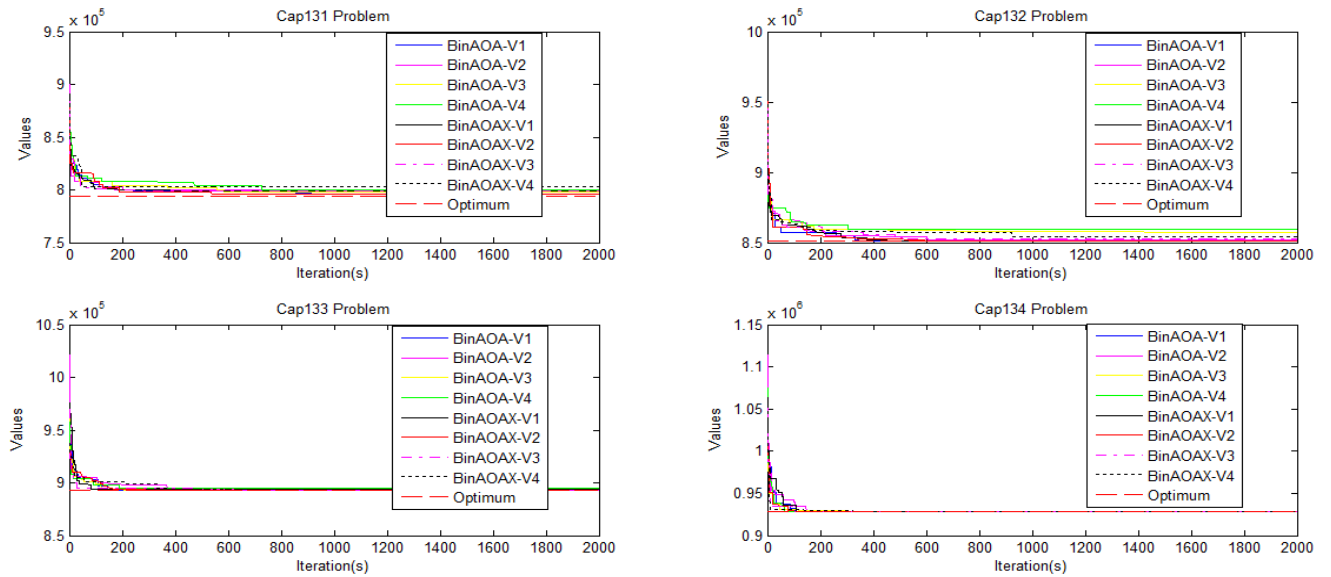 Cap131 Problem
x 10^5
9.5
9
8.5
8
7.5
Values
0 200 400 600 800 1000 1200 1400 1600 1800 2000
Iteration(s)
BinAOA-V1
BinAOA-V2
BinAOA-V3
BinAOA-V4
BinAOAX-V1
BinAOAX-V2
BinAOAX-V3
BinAOAX-V4
Optimum
Cap132 Problem
x 10^5
10
9.5
9
8.5
Values
0 200 400 600 800 1000 1200 1400 1600 1800 2000
Iteration(s)
BinAOA-V1
BinAOA-V2
BinAOA-V3
BinAOA-V4
BinAOAX-V1
BinAOAX-V2
BinAOAX-V3
BinAOAX-V4
Optimum
Cap133 Problem
x 10^5
10.5
10
9.5
9
8.5
Values
0 200 400 600 800 1000 1200 1400 1600 1800 2000
Iteration(s)
BinAOA-V1
BinAOA-V2
BinAOA-V3
BinAOA-V4
BinAOAX-V1
BinAOAX-V2
BinAOAX-V3
BinAOAX-V4
Optimum
Cap134 Problem
x 10^6
1.15
1.1
1.05
1
0.95
0.9
Values
0 200 400 600 800 1000 1200 1400 1600 1800 2000
Iteration(s)
BinAOA-V1
BinAOA-V2
BinAOA-V3
BinAOA-V4
BinAOAX-V1
BinAOAX-V2
BinAOAX-V3
BinAOAX-V4
Optimum